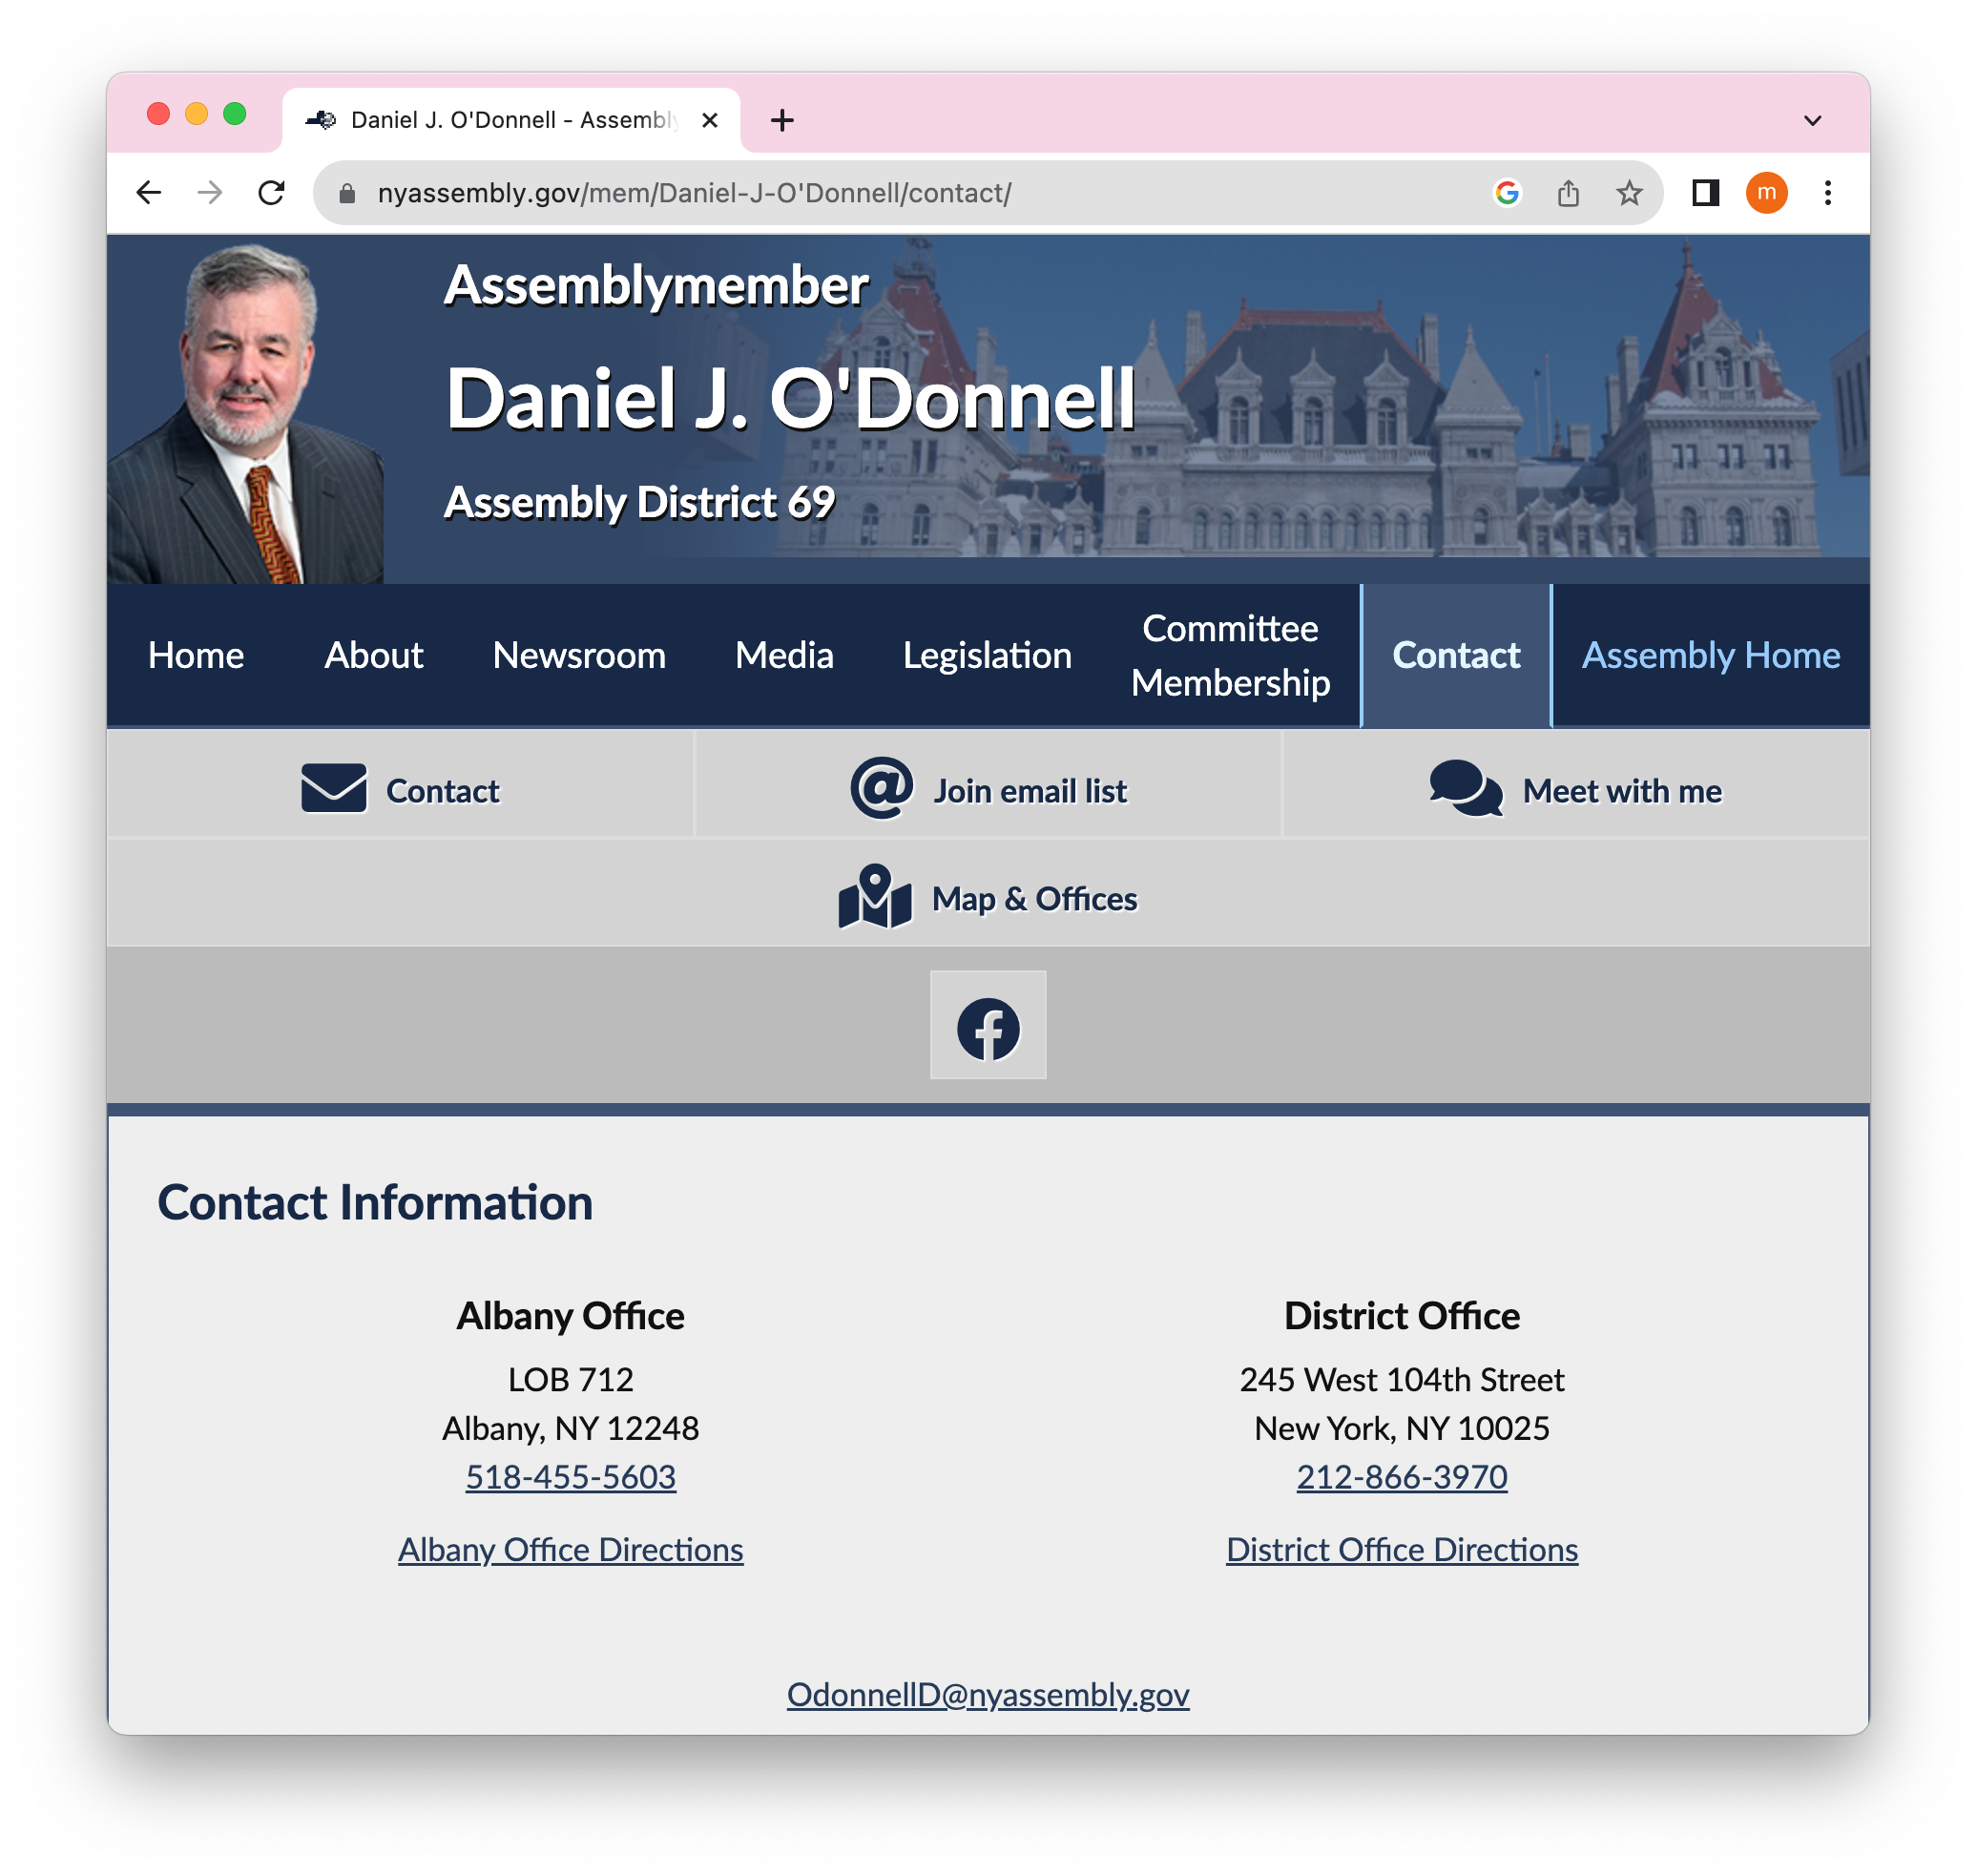 Daniel J. O'Donnell - Assembly
nyassembly.gov/mem/Daniel-J-O'Donnell/contact/
m
Assemblymember
Daniel J. O'Donnell
Assembly District 69
Home
About
Newsroom
Media
Legislation
Committee
Membership
Contact
Assembly Home
Contact
Join email list
Meet with me
Map & Offices
Contact Information
Albany Office
LOB 712
Albany, NY 12248
518-455-5603
Albany Office Directions
District Office
245 West 104th Street
New York, NY 10025
212-866-3970
District Office Directions
OdonnellD@nyassembly.gov